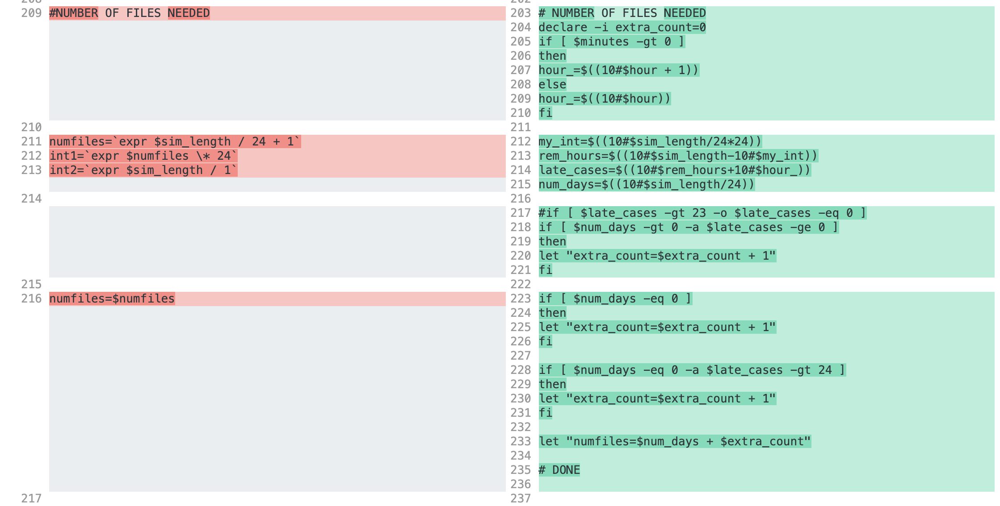 208
209 #NUMBER OF FILES NEEDED
210
211 numfiles=`expr $sim_length / 24 + 1`
212 int1=`expr $numfiles \* 24`
213 int2=`expr $sim_length / 1`
214
215
216 numfiles=$numfiles
217
202
203 # NUMBER OF FILES NEEDED
204 declare -i extra_count=0
205 if [ $minutes -gt 0 ]
206 then
207 hour_=$((10#$hour + 1))
208 else
209 hour_=$((10#$hour))
210 fi
211
212 my_int=$((10#$sim_length/24*24))
213 rem_hours=$((10#$sim_length-10#$my_int))
214 late_cases=$((10#$rem_hours+10#$hour_))
215 num_days=$((10#$sim_length/24))
216
217 #if [ $late_cases -gt 23 -o $late_cases -eq 0 ]
218 if [ $num_days -gt 0 -a $late_cases -ge 0 ]
219 then
220 let "extra_count=$extra_count + 1"
221 fi
222
223 if [ $num_days -eq 0 ]
224 then
225 let "extra_count=$extra_count + 1"
226 fi
227
228 if [ $num_days -eq 0 -a $late_cases -gt 24 ]
229 then
230 let "extra_count=$extra_count + 1"
231 fi
232
233 let "numfiles=$num_days + $extra_count"
234
235 # DONE
236
237